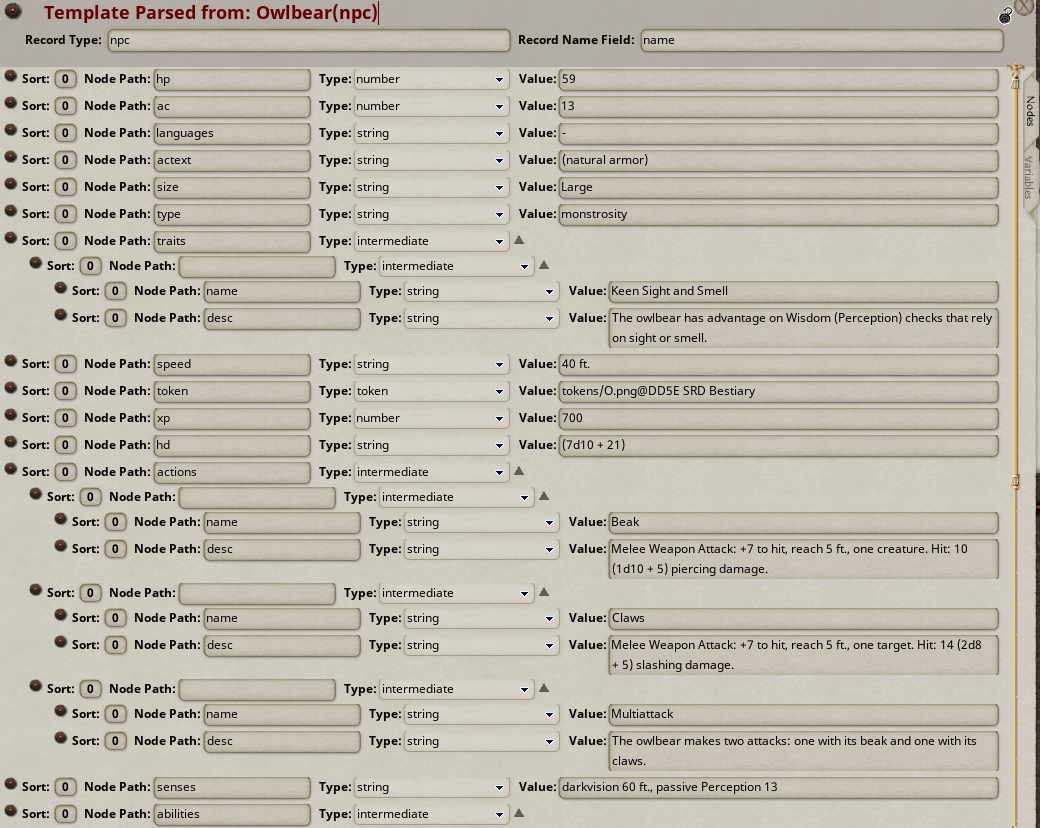 Template Parsed from: Owlbear(npc)
Record Type: npc Record Name Field: name
Sort: 0 Node Path: hp Type: number Value: 59
Sort: 0 Node Path: ac Type: number Value: 13
Sort: 0 Node Path: languages Type: string Value: -
Sort: 0 Node Path: actext Type: string Value: (natural armor)
Sort: 0 Node Path: size Type: string Value: Large
Sort: 0 Node Path: type Type: string Value: monstrosity
Sort: 0 Node Path: traits Type: intermediate
Sort: 0 Node Path: Type: intermediate
Sort: 0 Node Path: name Type: string Value: Keen Sight and Smell
Sort: 0 Node Path: desc Type: string Value: The owlbear has advantage on Wisdom (Perception) checks that rely
on sight or smell.
Sort: 0 Node Path: speed Type: string Value: 40 ft.
Sort: 0 Node Path: token Type: token Value: tokens/O.png@DD5E SRD Bestiary
Sort: 0 Node Path: xp Type: number Value: 700
Sort: 0 Node Path: hd Type: string Value: (7d10 + 21)
Sort: 0 Node Path: actions Type: intermediate
Sort: 0 Node Path: Type: intermediate
Sort: 0 Node Path: name Type: string Value: Beak
Sort: 0 Node Path: desc Type: string Value: Melee Weapon Attack: +7 to hit, reach 5 ft., one creature. Hit: 10
(1d10 + 5) piercing damage.
Sort: 0 Node Path: Type: intermediate
Sort: 0 Node Path: name Type: string Value: Claws
Sort: 0 Node Path: desc Type: string Value: Melee Weapon Attack: +7 to hit, reach 5 ft., one target. Hit: 14 (2d8
+ 5) slashing damage.
Sort: 0 Node Path: Type: intermediate
Sort: 0 Node Path: name Type: string Value: Multiattack
Sort: 0 Node Path: desc Type: string Value: The owlbear makes two attacks: one with its beak and one with its
claws.
Sort: 0 Node Path: senses Type: string Value: darkvision 60 ft., passive Perception 13
Sort: 0 Node Path: abilities Type: intermediate
Nodes
Variables